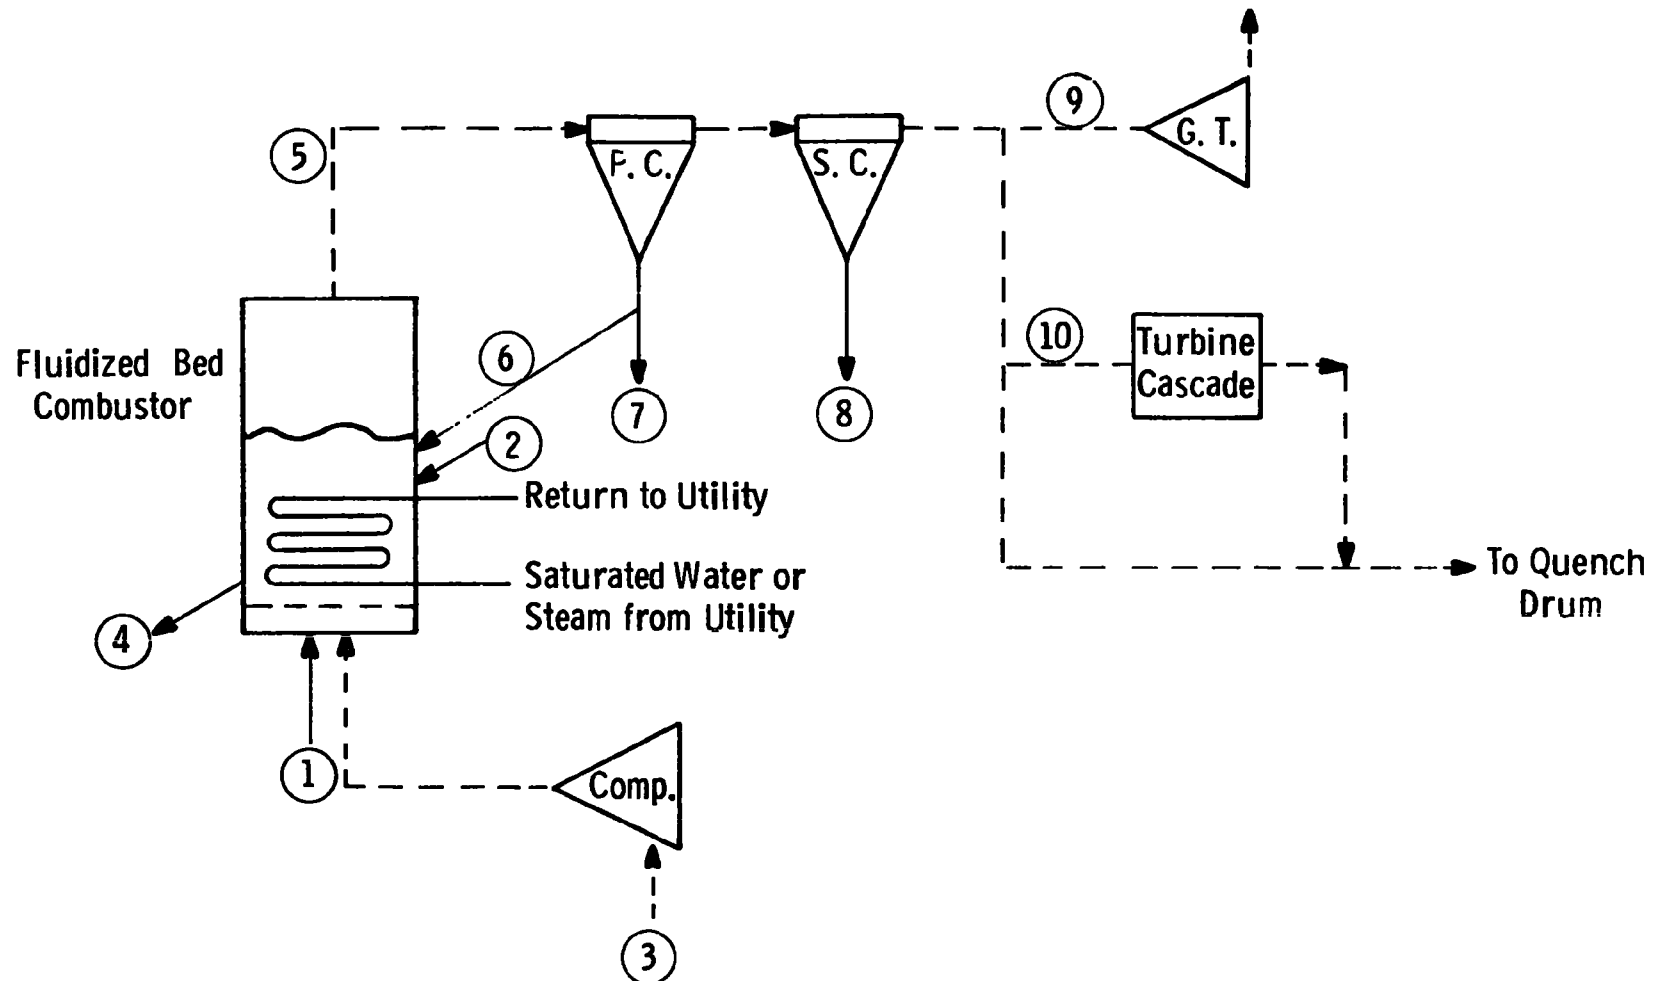 9
G. T.
5
P. C.
S. C.
10
Turbine
Cascade
Fluidized Bed
Combustor
6
7
8
2
Return to Utility
To Quench
Drum
Saturated Water or
Steam from Utility
4
1
Comp.
3